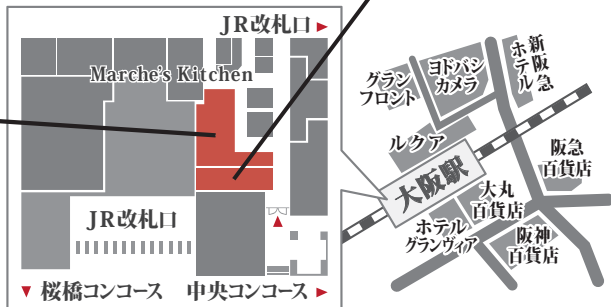 JR改札口
Marche's Kitchen
JR改札口
桜橋コンコース
中央コンコース
グラン
フロント
ヨドバシ
カメラ
新阪急
ホテル
ルクア
大阪駅
阪急
百貨店
大丸
百貨店
ホテル
グランヴィア
阪神
百貨店